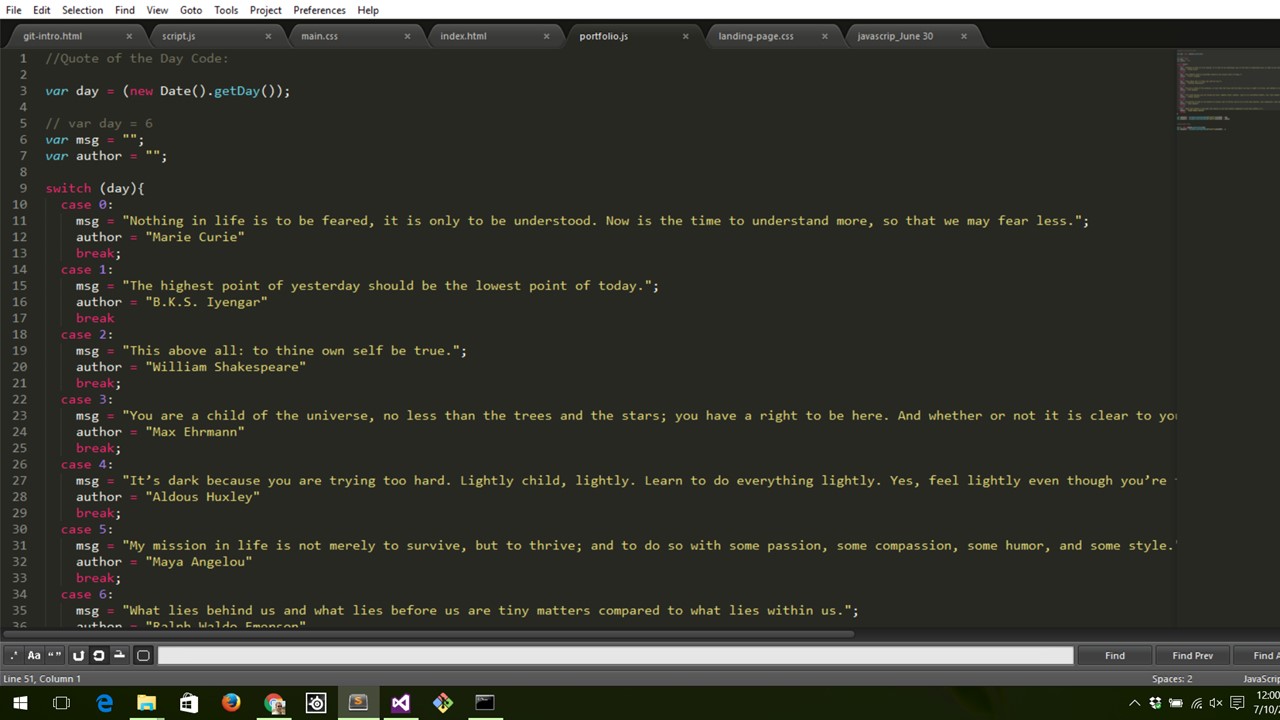 File Edit Selection Find View Goto Tools Project Preferences Help
git-intro.html × script.js × main.css × index.html × portfolio.js × landing-page.css × javascrip_June 30 ×
1 //Quote of the Day Code:
2
3 var day = (new Date().getDay());
4
5 // var day = 6
6 var msg = "";
7 var author = "";
8
9 switch (day){
10 case 0:
11 msg = "Nothing in life is to be feared, it is only to be understood. Now is the time to understand more, so that we may fear less.";
12 author = "Marie Curie"
13 break;
14 case 1:
15 msg = "The highest point of yesterday should be the lowest point of today.";
16 author = "B.K.S. Iyengar"
17 break
18 case 2:
19 msg = "This above all: to thine own self be true.";
20 author = "William Shakespeare"
21 break;
22 case 3:
23 msg = "You are a child of the universe, no less than the trees and the stars; you have a right to be here. And whether or not it is clear to you
24 author = "Max Ehrmann"
25 break;
26 case 4:
27 msg = "It’s dark because you are trying too hard. Lightly child, lightly. Learn to do everything lightly. Yes, feel lightly even though you’re
28 author = "Aldous Huxley"
29 break;
30 case 5:
31 msg = "My mission in life is not merely to survive, but to thrive; and to do so with some passion, some compassion, some humor, and some style."
32 author = "Maya Angelou"
33 break;
34 case 6:
35 msg = "What lies behind us and what lies before us are tiny matters compared to what lies within us.";
36 author = "Ralph Waldo Emerson"
.* Aa “” Find Find Prev Find A
Line 51, Column 1 Spaces: 2 JavaScrip
12:00
7/10/2